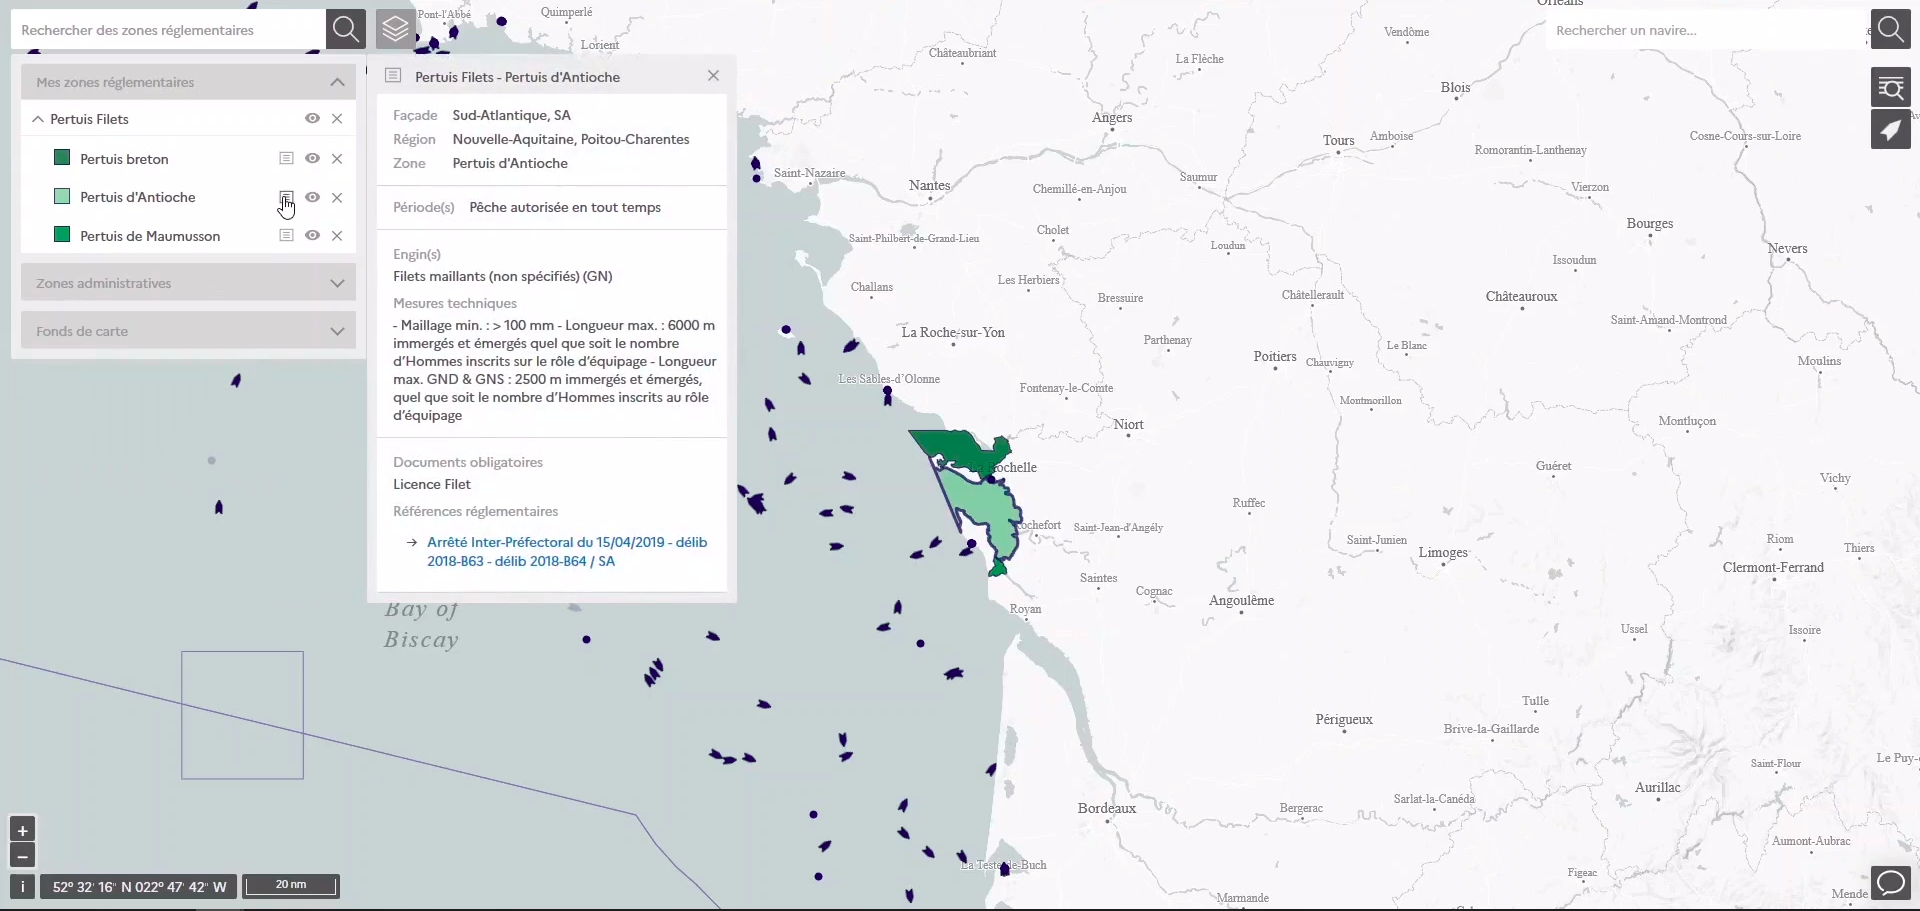 Rechercher des zones réglementaires
Mes zones réglementaires
Pertuis Filets
Pertuis breton
Pertuis d'Antioche
Pertuis de Maumusson
Zones administratives
Fonds de carte
Pertuis Filets - Pertuis d'Antioche
Façade Sud-Atlantique, SA
Région Nouvelle-Aquitaine, Poitou-Charentes
Zone Pertuis d'Antioche
Période(s) Pêche autorisée en tout temps
Engin(s)
Filets maillants (non spécifiés) (GN)
Mesures techniques
- Maillage min. : > 100 mm - Longueur max. : 6000 m
immergés et émergés quel que soit le nombre
d'Hommes inscrits sur le rôle d'équipage - Longueur
max. GND & GNS : 2500 m immergés et émergés,
quel que soit le nombre d'Hommes inscrits au rôle
d'équipage
Documents obligatoires
Licence Filet
Références réglementaires
→ Arrêté Inter-Préfectoral du 15/04/2019 - délib
2018-B63 - délib 2018-B64 / SA
Rechercher un navire...
Pont-l'Abbé
Quimperlé
Lorient
Orléans
Vendôme
Châteaubriant
La Flèche
Blois
Angers
Tours
Amboise
Cosne-Cours-sur-Loire
Romorantin-Lanthenay
Saint-Nazaire
Nantes
Chemillé-en-Anjou
Saumur
Vierzon
Bourges
Saint-Philbert-de-Grand-Lieu
Cholet
Loudun
Issoudun
Nevers
Challans
Les Herbiers
Bressuire
Châtellerault
Châteauroux
Saint-Amand-Montrond
La Roche-sur-Yon
Parthenay
Poitiers
Chauvigny
Le Blanc
Moulins
Les Sables-d'Olonne
Fontenay-le-Comte
Montmorillon
Niort
Montluçon
La Rochelle
Guéret
Vichy
Ruffec
Rochefort
Saint-Jean-d'Angély
Saint-Junien
Limoges
Riom
Thiers
Clermont-Ferrand
Saintes
Cognac
Angoulême
Royan
Ussel
Issoire
Bay of
Biscay
Tulle
Périgueux
Brive-la-Gaillarde
Saint-Flour
Le Puy-
Aurillac
Bordeaux
Bergerac
Sarlat-la-Canéda
Aumont-Aubrac
La Teste-de-Buch
Figeac
Marmande
Mende
+
−
i
52° 32′ 16″ N 022° 47′ 42″ W
20 nm